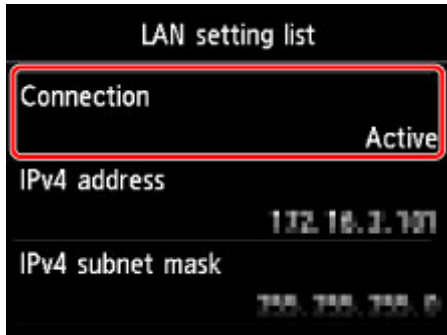 LAN setting list
Connection
Active
IPv4 address
IPv4 subnet mask